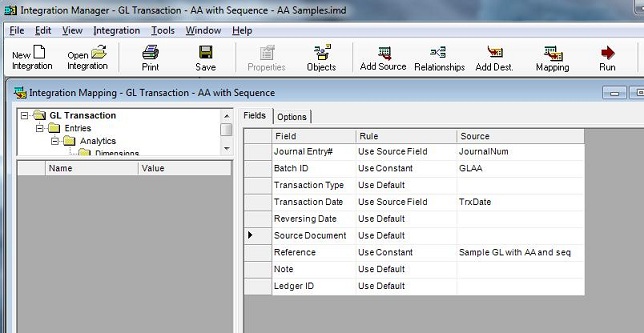 Integration Manager - GL Transaction - AA with Sequence - AA Samples.imd
File Edit View Integration Tools Window Help
New Integration Open Integration Print Save Properties Objects Add Source Relationships Add Dest. Mapping Run
Integration Mapping - GL Transaction - AA with Sequence
GL Transaction
Entries
Analytics
Dimensions
Name Value
Fields Options
Field Rule Source
Journal Entry# Use Source Field JournalNum
Batch ID Use Constant GLAA
Transaction Type Use Default
Transaction Date Use Source Field TrxDate
Reversing Date Use Default
Source Document Use Default
Reference Use Constant Sample GL with AA and seq
Note Use Default
Ledger ID Use Default